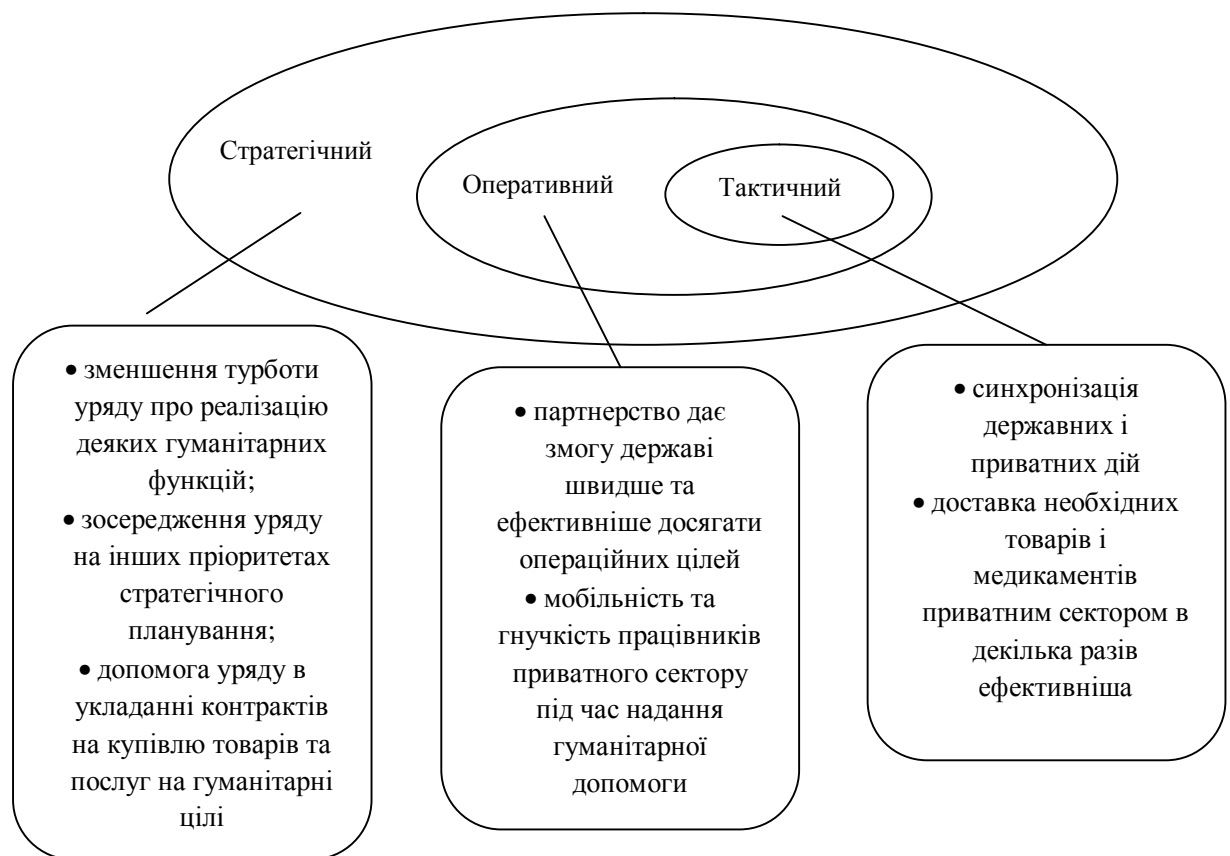 Стратегічний
Оперативний
Тактичний
• зменшення турботи
уряду про реалізацію
деяких гуманітарних
функцій;
• зосередження уряду
на інших пріоритетах
стратегічного
планування;
• допомога уряду в
укладанні контрактів
на купівлю товарів та
послуг на гуманітарні
цілі
• партнерство дає
змогу державі
швидше та
ефективніше досягати
операційних цілей
• мобільність та
гнучкість працівників
приватного сектору
під час надання
гуманітарної
допомоги
• синхронізація
державних і
приватних дій
• доставка необхідних
товарів і
медикаментів
приватним сектором в
декілька разів
ефективніша